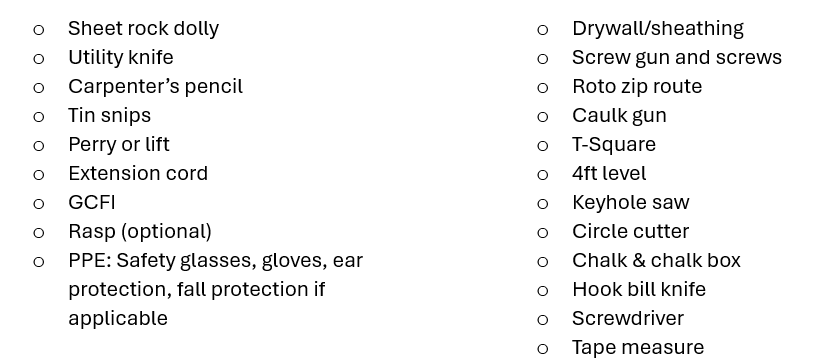 Sheet rock dolly
Utility knife
Carpenter’s pencil
Tin snips
Perry or lift
Extension cord
GCFI
Rasp (optional)
PPE: Safety glasses, gloves, ear
protection, fall protection if
applicable
Drywall/sheathing
Screw gun and screws
Roto zip route
Caulk gun
T-Square
4ft level
Keyhole saw
Circle cutter
Chalk & chalk box
Hook bill knife
Screwdriver
Tape measure